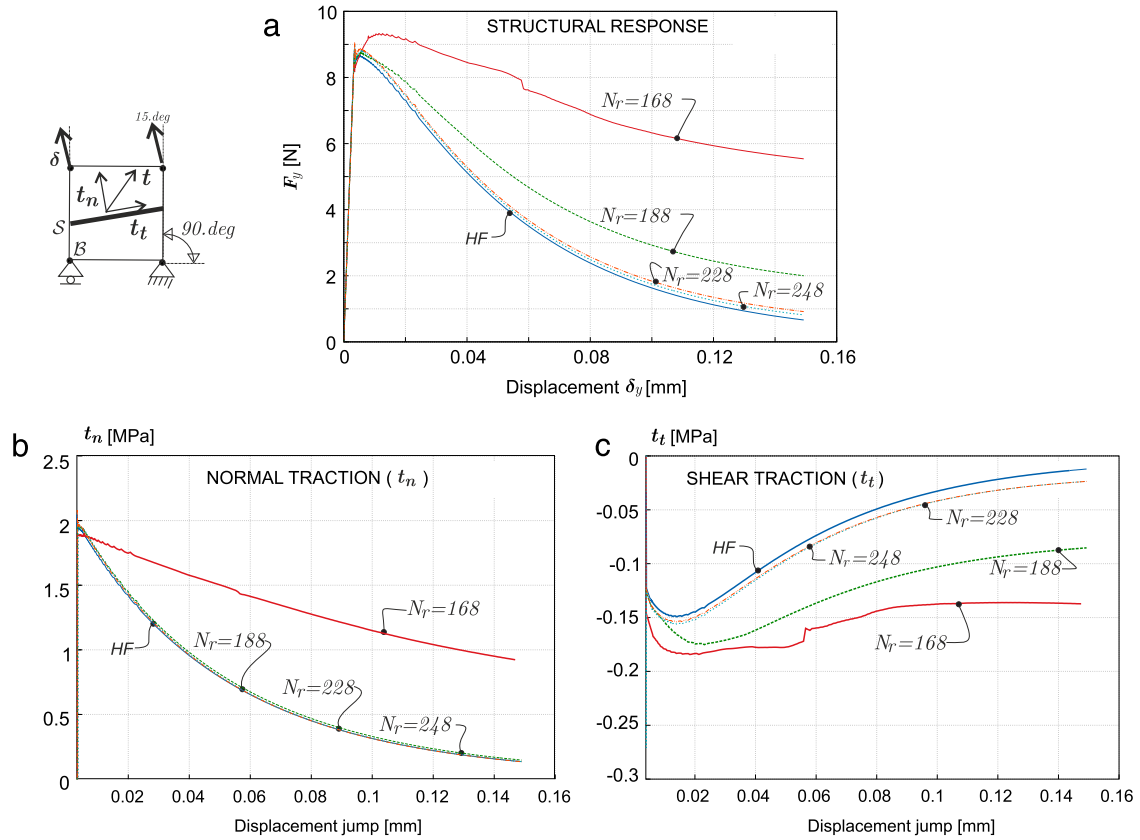 a
STRUCTURAL RESPONSE
10
8
6
4
2
0
F_y [N]
0
0.04
0.08
0.12
0.16
Displacement δ_y [mm]
N_r=168
N_r=188
HF
N_r=228
N_r=248
15.deg
δ
t
t_n
t_t
S
B
90.deg
b
t_n [MPa]
NORMAL TRACTION ( t_n )
2.5
2
1.5
1
0.5
0
N_r=168
HF
N_r=188
N_r=228
N_r=248
0.02
0.04
0.06
0.08
0.1
0.12
0.14
0.16
Displacement jump [mm]
c
t_t [MPa]
SHEAR TRACTION (t_t)
0
-0.05
-0.1
-0.15
-0.2
-0.25
-0.3
HF
N_r=228
N_r=248
N_r=188
N_r=168
0.02
0.04
0.06
0.08
0.1
0.12
0.14
0.16
Displacement jump [mm]